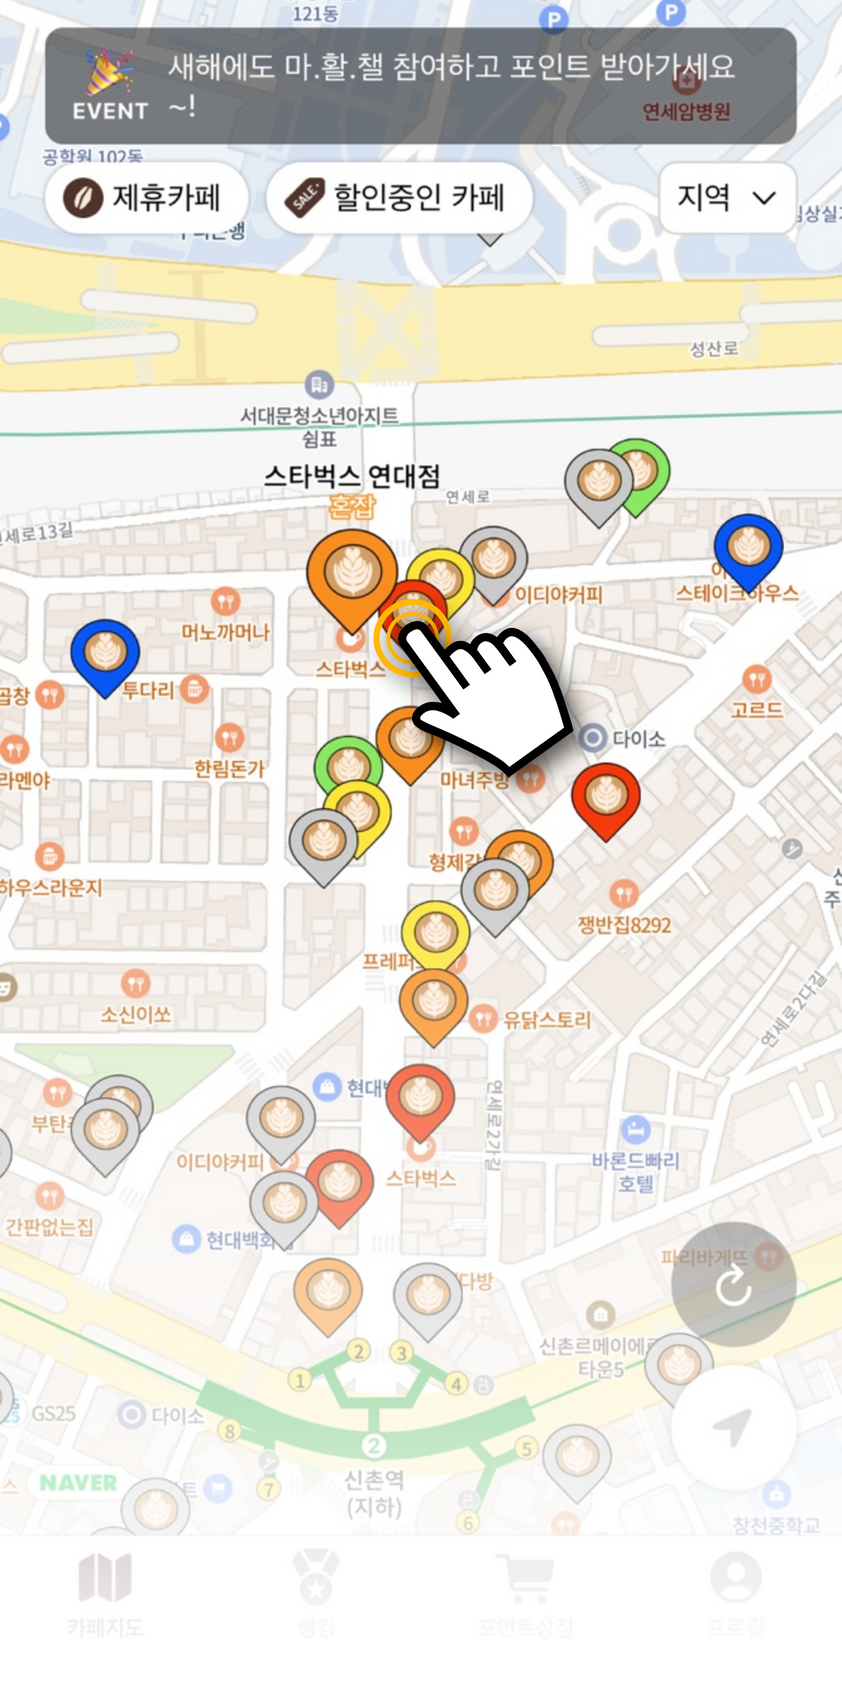 121동
P
P
새해에도 마.활.챌 참여하고 포인트 받아가세요
~!
EVENT
연세암병원
공학원 102동
제휴카페
SALE
할인중인 카페
지역
성산로
서대문청소년아지트
쉼표
스타벅스 연대점
혼잡
연세로
세로13길
이디야커피
스테이크하우스
머노까머나
스타벅스
곱창
투다리
고르드
다이소
라멘야
한림돈가
마녀주방
하우스라운지
쟁반집8292
소신이쏘
유닭스토리
연세로2다길
연세로2가길
이디야커피
스타벅스
바론드빠리
호텔
간판없는집
현대백화
파리바게뜨
다방
신촌르메이에르
타운5
1
2
3
4
GS25
다이소
8
2
5
신촌역
(지하)
7
6
NAVER
창천중학교
카페지도
랭킹
포인트상점
프로필